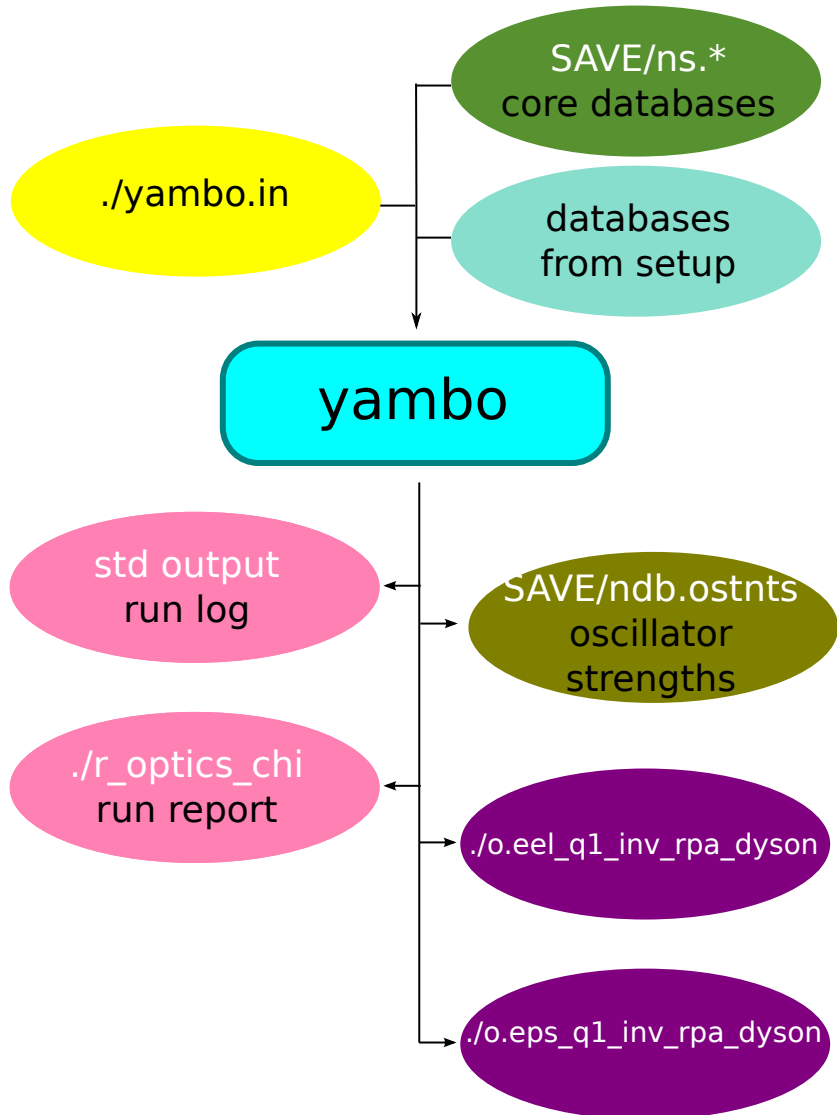 SAVE/ns.*
core databases
./yambo.in
databases
from setup
yambo
std output
run log
SAVE/ndb.ostnts
oscillator
strengths
./r_optics_chi
run report
./o.eel_q1_inv_rpa_dyson
./o.eps_q1_inv_rpa_dyson